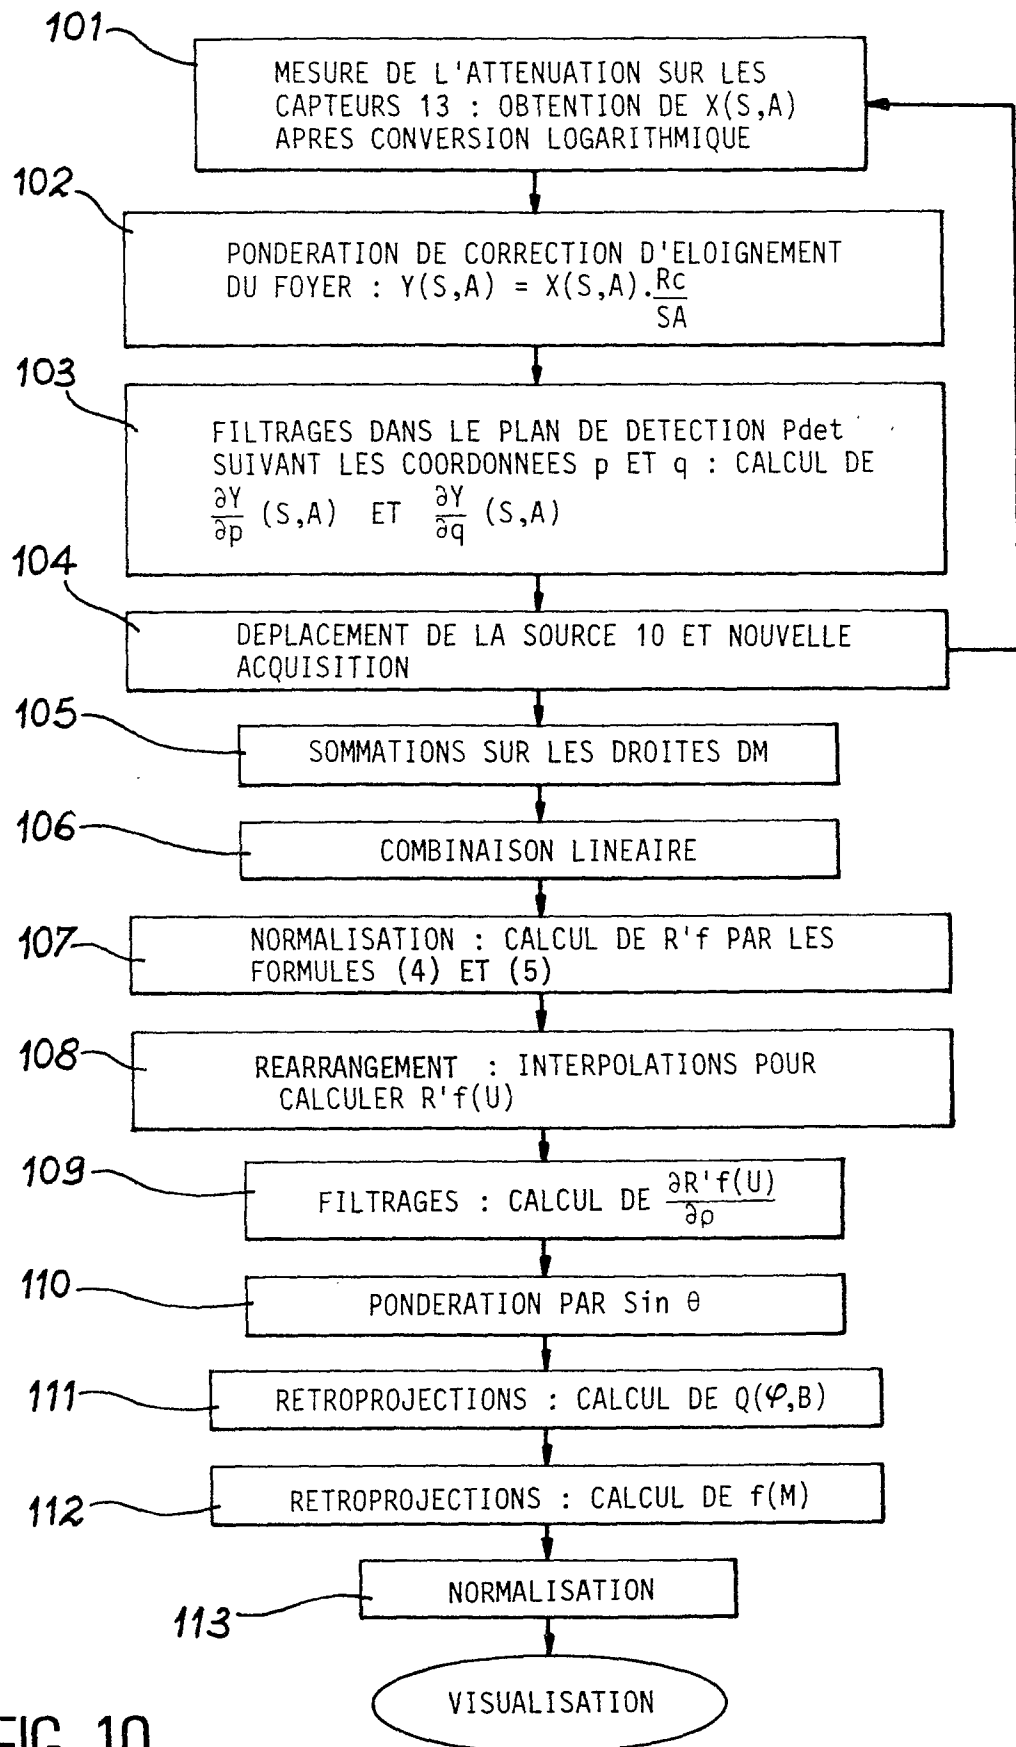 101
MESURE DE L'ATTENUATION SUR LES
CAPTEURS 13 : OBTENTION DE X(S,A)
APRES CONVERSION LOGARITHMIQUE
102
PONDERATION DE CORRECTION D'ELOIGNEMENT
DU FOYER : Y(S,A) = X(S,A).Rc/SA
103
FILTRAGES DANS LE PLAN DE DETECTION Pdet
SUIVANT LES COORDONNEES p ET q : CALCUL DE
∂Y/∂p (S,A) ET ∂Y/∂q (S,A)
104
DEPLACEMENT DE LA SOURCE 10 ET NOUVELLE
ACQUISITION
105
SOMMATIONS SUR LES DROITES DM
106
COMBINAISON LINEAIRE
107
NORMALISATION : CALCUL DE R'f PAR LES
FORMULES (4) ET (5)
108
REARRANGEMENT : INTERPOLATIONS POUR
CALCULER R'f(U)
109
FILTRAGES : CALCUL DE ∂R'f(U)/∂ρ
110
PONDERATION PAR Sin θ
111
RETROPROJECTIONS : CALCUL DE Q(φ,B)
112
RETROPROJECTIONS : CALCUL DE f(M)
NORMALISATION
113
VISUALISATION
FIG. 10